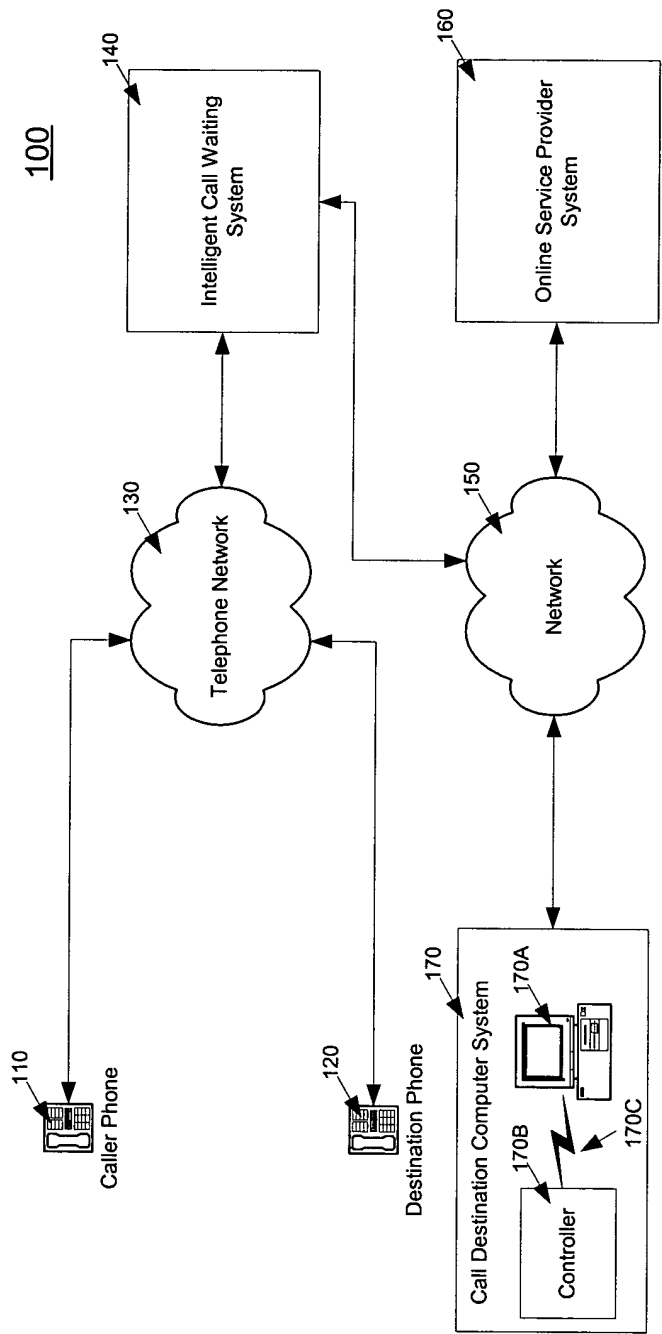 100
110
Caller Phone
130
Telephone Network
140
Intelligent Call Waiting
System
120
Destination Phone
170
Call Destination Computer System
170A
170B
Controller
170C
150
Network
160
Online Service Provider
System